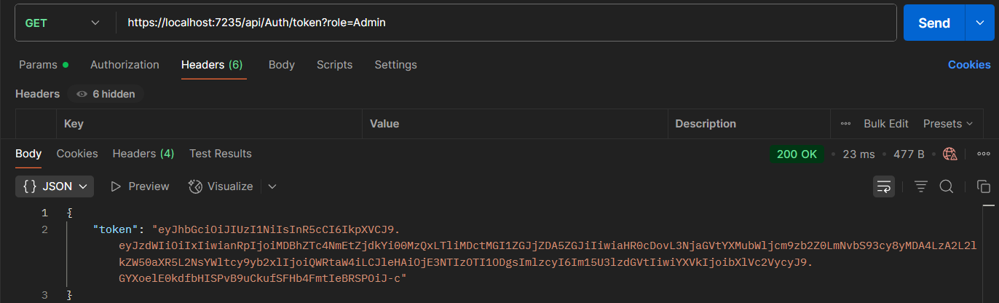 GET https://localhost:7235/api/Auth/token?role=Admin Send
Params Authorization Headers (6) Body Scripts Settings Cookies
Headers 6 hidden
Key Value Description Bulk Edit Presets
Body Cookies Headers (4) Test Results 200 OK 23 ms 477 B
{} JSON Preview Visualize
1 {
2 "token": "eyJhbGciOiJIUzI1NiIsInR5cCI6IkpXVCJ9.
eyJzdWIiOiIxIiwianRpIjoiMDBhZTc4NmEtZjdkYi00MzQxLTliMDctMGI1ZGJjZDA5ZGJiIiwiaHR0cDovL3NjaGVtYXMubWljcm9zb2Z0LmNvbS93cy8yMDA4LzA2L2l
kZW50aXR5L2NsYWltcy9yb2xlIjoiQWRtaW4iLCJleHAiOjE3NTIzOTI1ODgsImlzcyI6Im15U3lzdGVtIiwiYXVkIjoibXlVc2VycyJ9.
GYXoelE0kdfbHISPvB9uCkufSFHb4FmtIeBRSPOiJ-c"
3 }